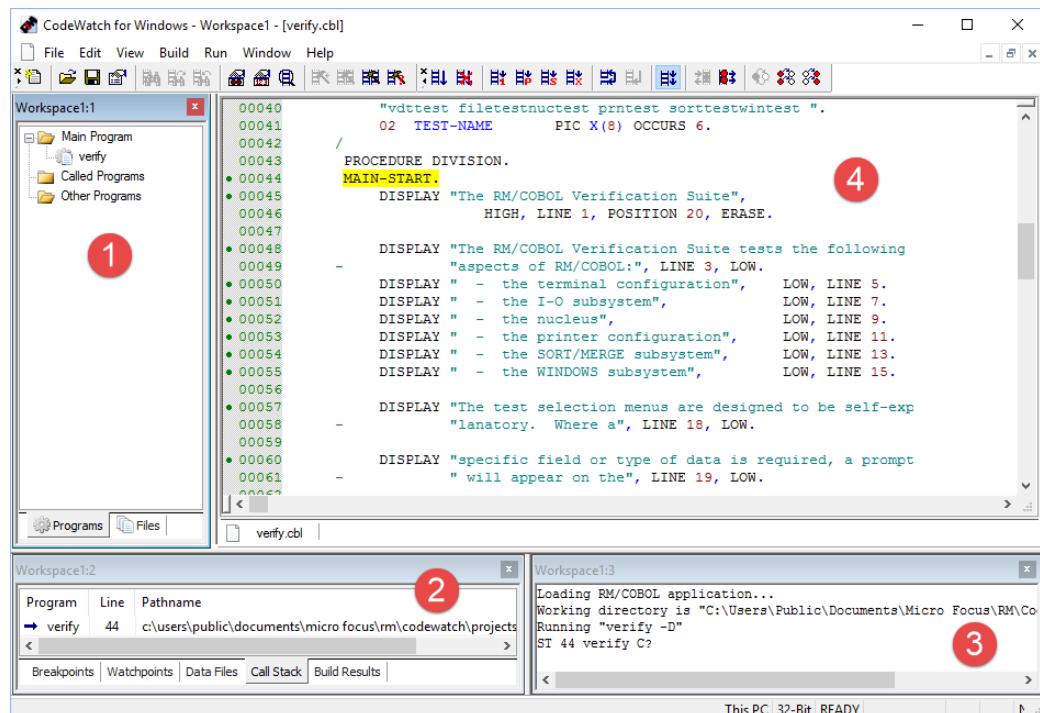 CodeWatch for Windows - Workspace1 - [verify.cbl]
File Edit View Build Run Window Help
Workspace1:1
Main Program
verify
Called Programs
Other Programs
1
Programs Files
00040 "vdttest filetestnuctest prntest sorttestwintest ".
00041 02 TEST-NAME PIC X(8) OCCURS 6.
00042 /
00043 PROCEDURE DIVISION.
00044 MAIN-START.
00045 DISPLAY "The RM/COBOL Verification Suite",
00046 HIGH, LINE 1, POSITION 20, ERASE.
00047
00048 DISPLAY "The RM/COBOL Verification Suite tests the following
00049 - "aspects of RM/COBOL:", LINE 3, LOW.
00050 DISPLAY " - the terminal configuration", LOW, LINE 5.
00051 DISPLAY " - the I-O subsystem", LOW, LINE 7.
00052 DISPLAY " - the nucleus", LOW, LINE 9.
00053 DISPLAY " - the printer configuration", LOW, LINE 11.
00054 DISPLAY " - the SORT/MERGE subsystem", LOW, LINE 13.
00055 DISPLAY " - the WINDOWS subsystem", LOW, LINE 15.
00056
00057 DISPLAY "The test selection menus are designed to be self-exp
00058 - "lanatory. Where a", LINE 18, LOW.
00059
00060 DISPLAY "specific field or type of data is required, a prompt
00061 - " will appear on the", LINE 19, LOW.
00062
4
verify.cbl
Workspace1:2
2
Program Line Pathname
verify 44 c:\users\public\documents\micro focus\rm\codewatch\projects
Breakpoints Watchpoints Data Files Call Stack Build Results
Workspace1:3
Loading RM/COBOL application...
Working directory is "C:\Users\Public\Documents\Micro Focus\RM\Co
Running "verify -D"
ST 44 verify C?
3
This PC 32-Bit READY